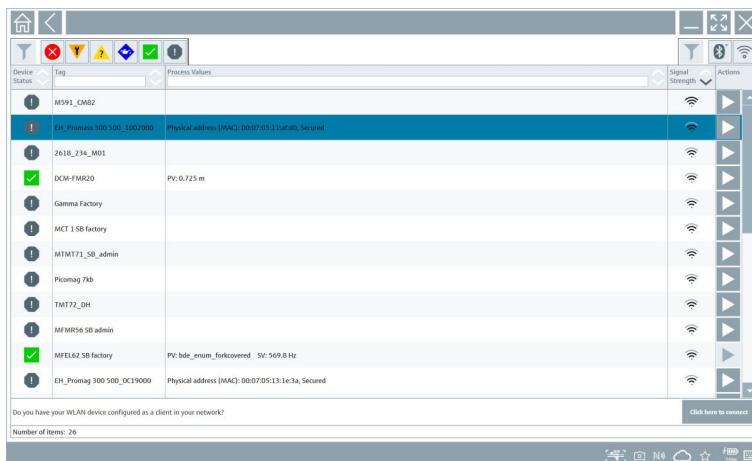 Device Status
Tag
Process Values
Signal Strength
Actions
M591_CM82
EH_Promass 300 500_1002000 Physical address (MAC): 00:07:05:11:af:d0, Secured
2618_234_M01
DCM-FMR20 PV: 0.725 m
Gamma Factory
MCT 1 SB factory
MTMT71_SB_admin
Picomag 7kb
TMT72_DH
MFMR56 SB admin
MFEL62 SB factory PV: bde_enum_forkcovered SV: 569.8 Hz
EH_Promag 300 500_0C19000 Physical address (MAC): 00:07:05:13:1e:3a, Secured
Do you have your WLAN device configured as a client in your network?
Click here to connect
Number of items: 26